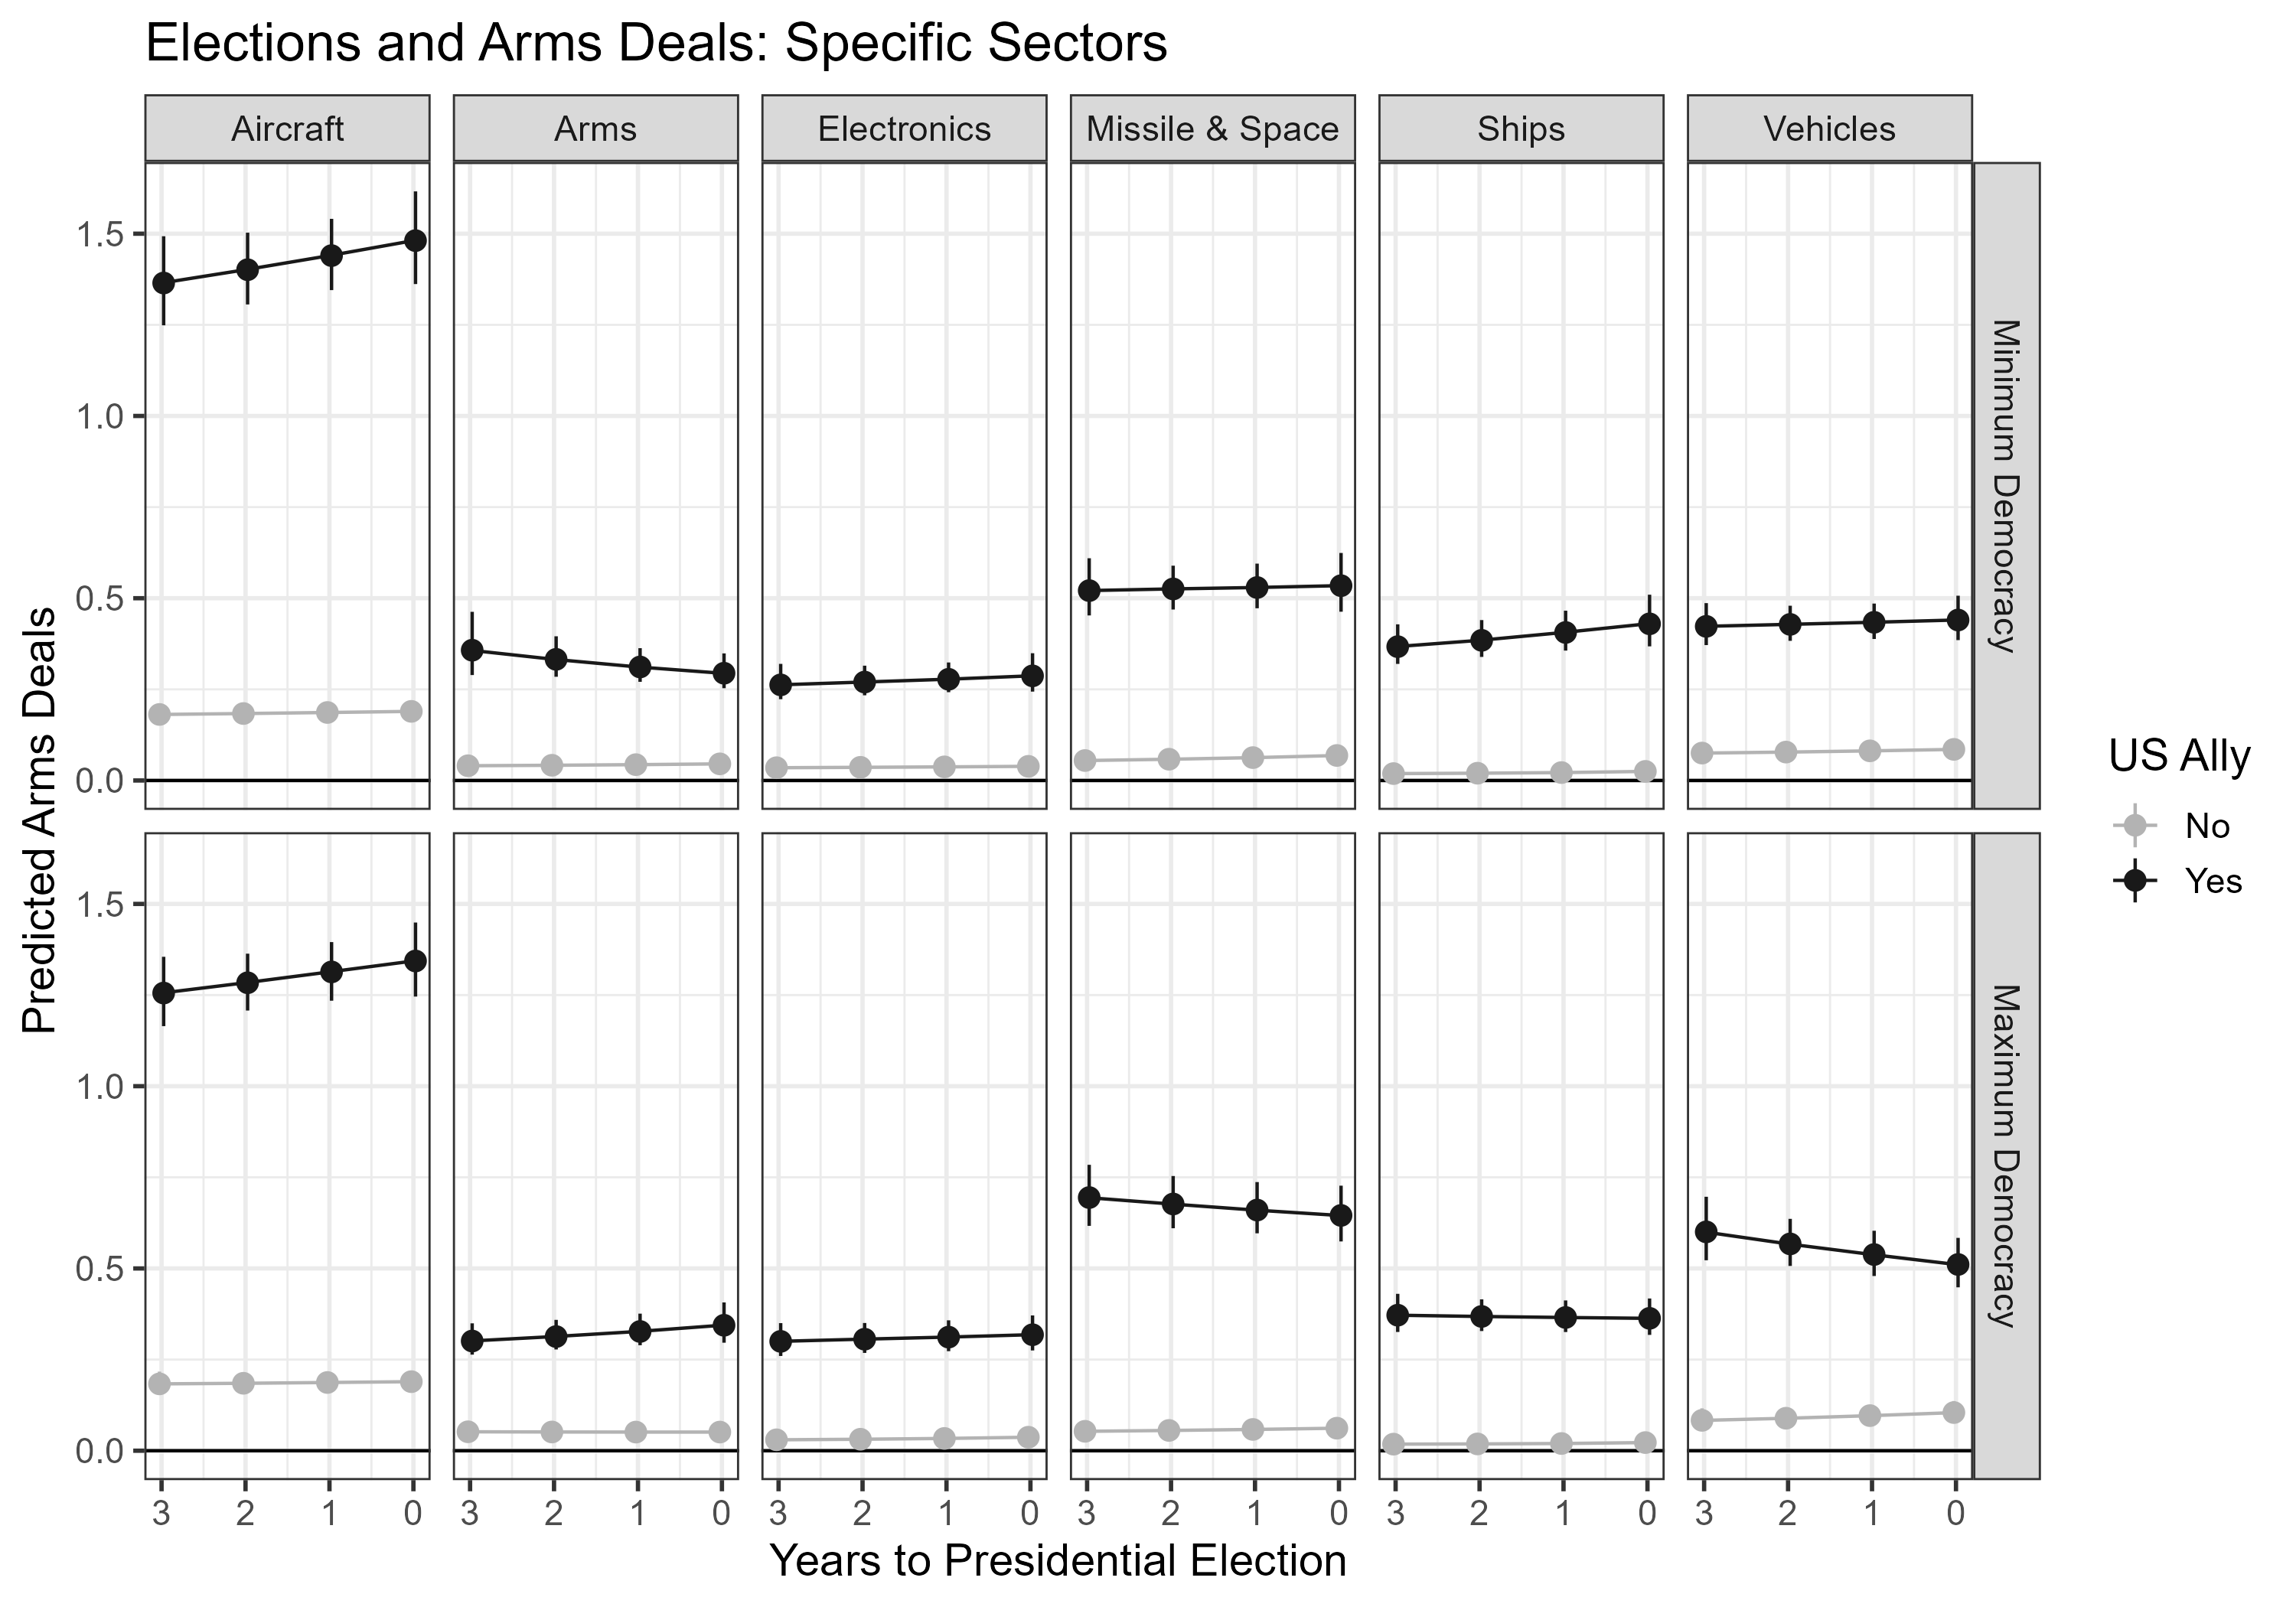 Elections and Arms Deals: Specific Sectors
Aircraft
Arms
Electronics
Missile & Space
Ships
Vehicles
Predicted Arms Deals
1.5
1.0
0.5
0.0
Minimum Democracy
1.5
1.0
0.5
0.0
Maximum Democracy
3 2 1 0
3 2 1 0
3 2 1 0
3 2 1 0
3 2 1 0
3 2 1 0
Years to Presidential Election
US Ally
No
Yes